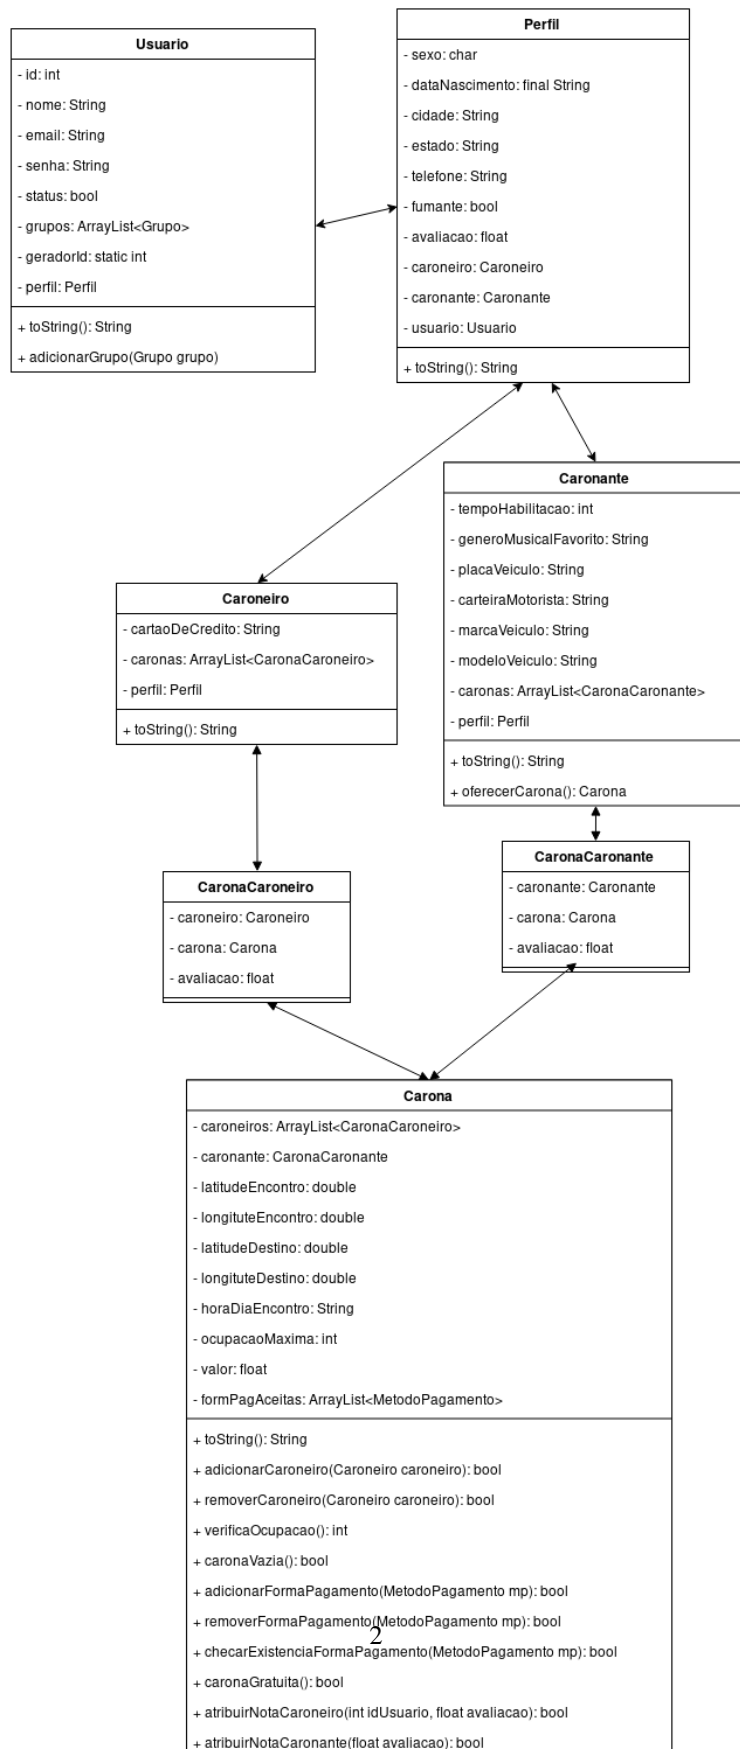 Usuario
- id: int
- nome: String
- email: String
- senha: String
- status: bool
- grupos: ArrayList<Grupo>
- geradorId: static int
- perfil: Perfil
+ toString(): String
+ adicionarGrupo(Grupo grupo)
Perfil
- sexo: char
- dataNascimento: final String
- cidade: String
- estado: String
- telefone: String
- fumante: bool
- avaliacao: float
- caroneiro: Caroneiro
- caronante: Caronante
- usuario: Usuario
+ toString(): String
Caronante
- tempoHabilitacao: int
- generoMusicalFavorito: String
- placaVeiculo: String
- carteiraMotorista: String
- marcaVeiculo: String
- modeloVeiculo: String
- caronas: ArrayList<CaronaCaronante>
- perfil: Perfil
+ toString(): String
+ oferecerCarona(): Carona
Caroneiro
- cartaoDeCredito: String
- caronas: ArrayList<CaronaCaroneiro>
- perfil: Perfil
+ toString(): String
CaronaCaronante
- caronante: Caronante
- carona: Carona
- avaliacao: float
CaronaCaroneiro
- caroneiro: Caroneiro
- carona: Carona
- avaliacao: float
Carona
- caroneiros: ArrayList<CaronaCaroneiro>
- caronante: CaronaCaronante
- latitudeEncontro: double
- longituteEncontro: double
- latitudeDestino: double
- longituteDestino: double
- horaDiaEncontro: String
- ocupacaoMaxima: int
- valor: float
- formPagAceitas: ArrayList<MetodoPagamento>
+ toString(): String
+ adicionarCaroneiro(Caroneiro caroneiro): bool
+ removerCaroneiro(Caroneiro caroneiro): bool
+ verificaOcupacao(): int
+ caronaVazia(): bool
+ adicionarFormaPagamento(MetodoPagamento mp): bool
+ removerFormaPagamento(MetodoPagamento mp): bool
2
+ checarExistenciaFormaPagamento(MetodoPagamento mp): bool
+ caronaGratuita(): bool
+ atribuirNotaCaroneiro(int idUsuario, float avaliacao): bool
+ atribuirNotaCaronante(float avaliacao): bool